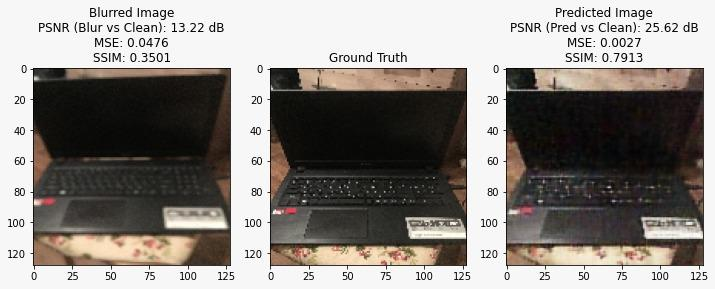 Blurred Image
PSNR (Blur vs Clean): 13.22 dB
MSE: 0.0476
SSIM: 0.3501
Ground Truth
Predicted Image
PSNR (Pred vs Clean): 25.62 dB
MSE: 0.0027
SSIM: 0.7913
0
20
40
60
80
100
120
0 25 50 75 100 125
0
20
40
60
80
100
120
0 25 50 75 100 125
0
20
40
60
80
100
120
0 25 50 75 100 125